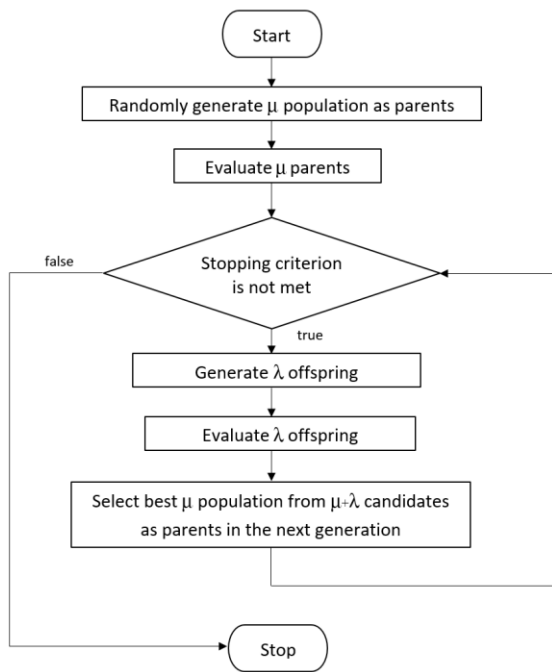 Start
Randomly generate μ population as parents
Evaluate μ parents
false
Stopping criterion
is not met
true
Generate λ offspring
Evaluate λ offspring
Select best μ population from μ+λ candidates
as parents in the next generation
Stop